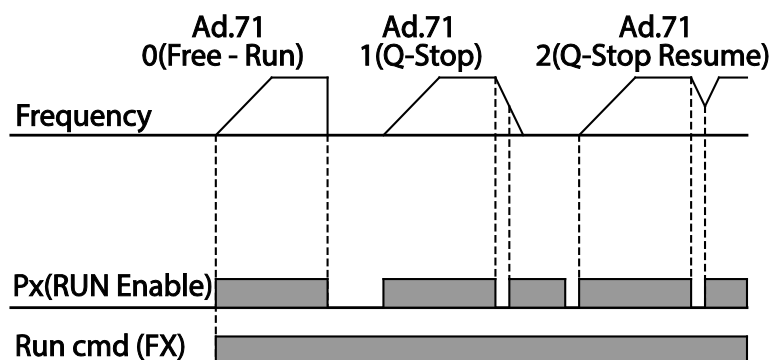 Ad.71
0(Free - Run)
Ad.71
1(Q-Stop)
Ad.71
2(Q-Stop Resume)
Frequency
Px(RUN Enable)
Run cmd (FX)